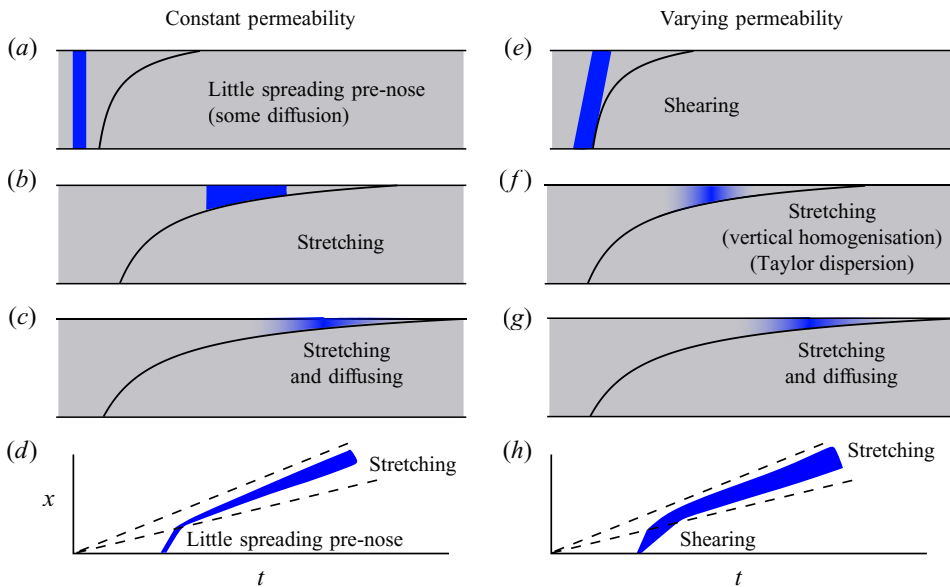 Constant permeability
(a)
Little spreading pre-nose
(some diffusion)
(b)
Stretching
(c)
Stretching
and diffusing
(d)
x
Stretching
Little spreading pre-nose
t
Varying permeability
(e)
Shearing
(f)
Stretching
(vertical homogenisation)
(Taylor dispersion)
(g)
Stretching
and diffusing
(h)
Stretching
Shearing
t